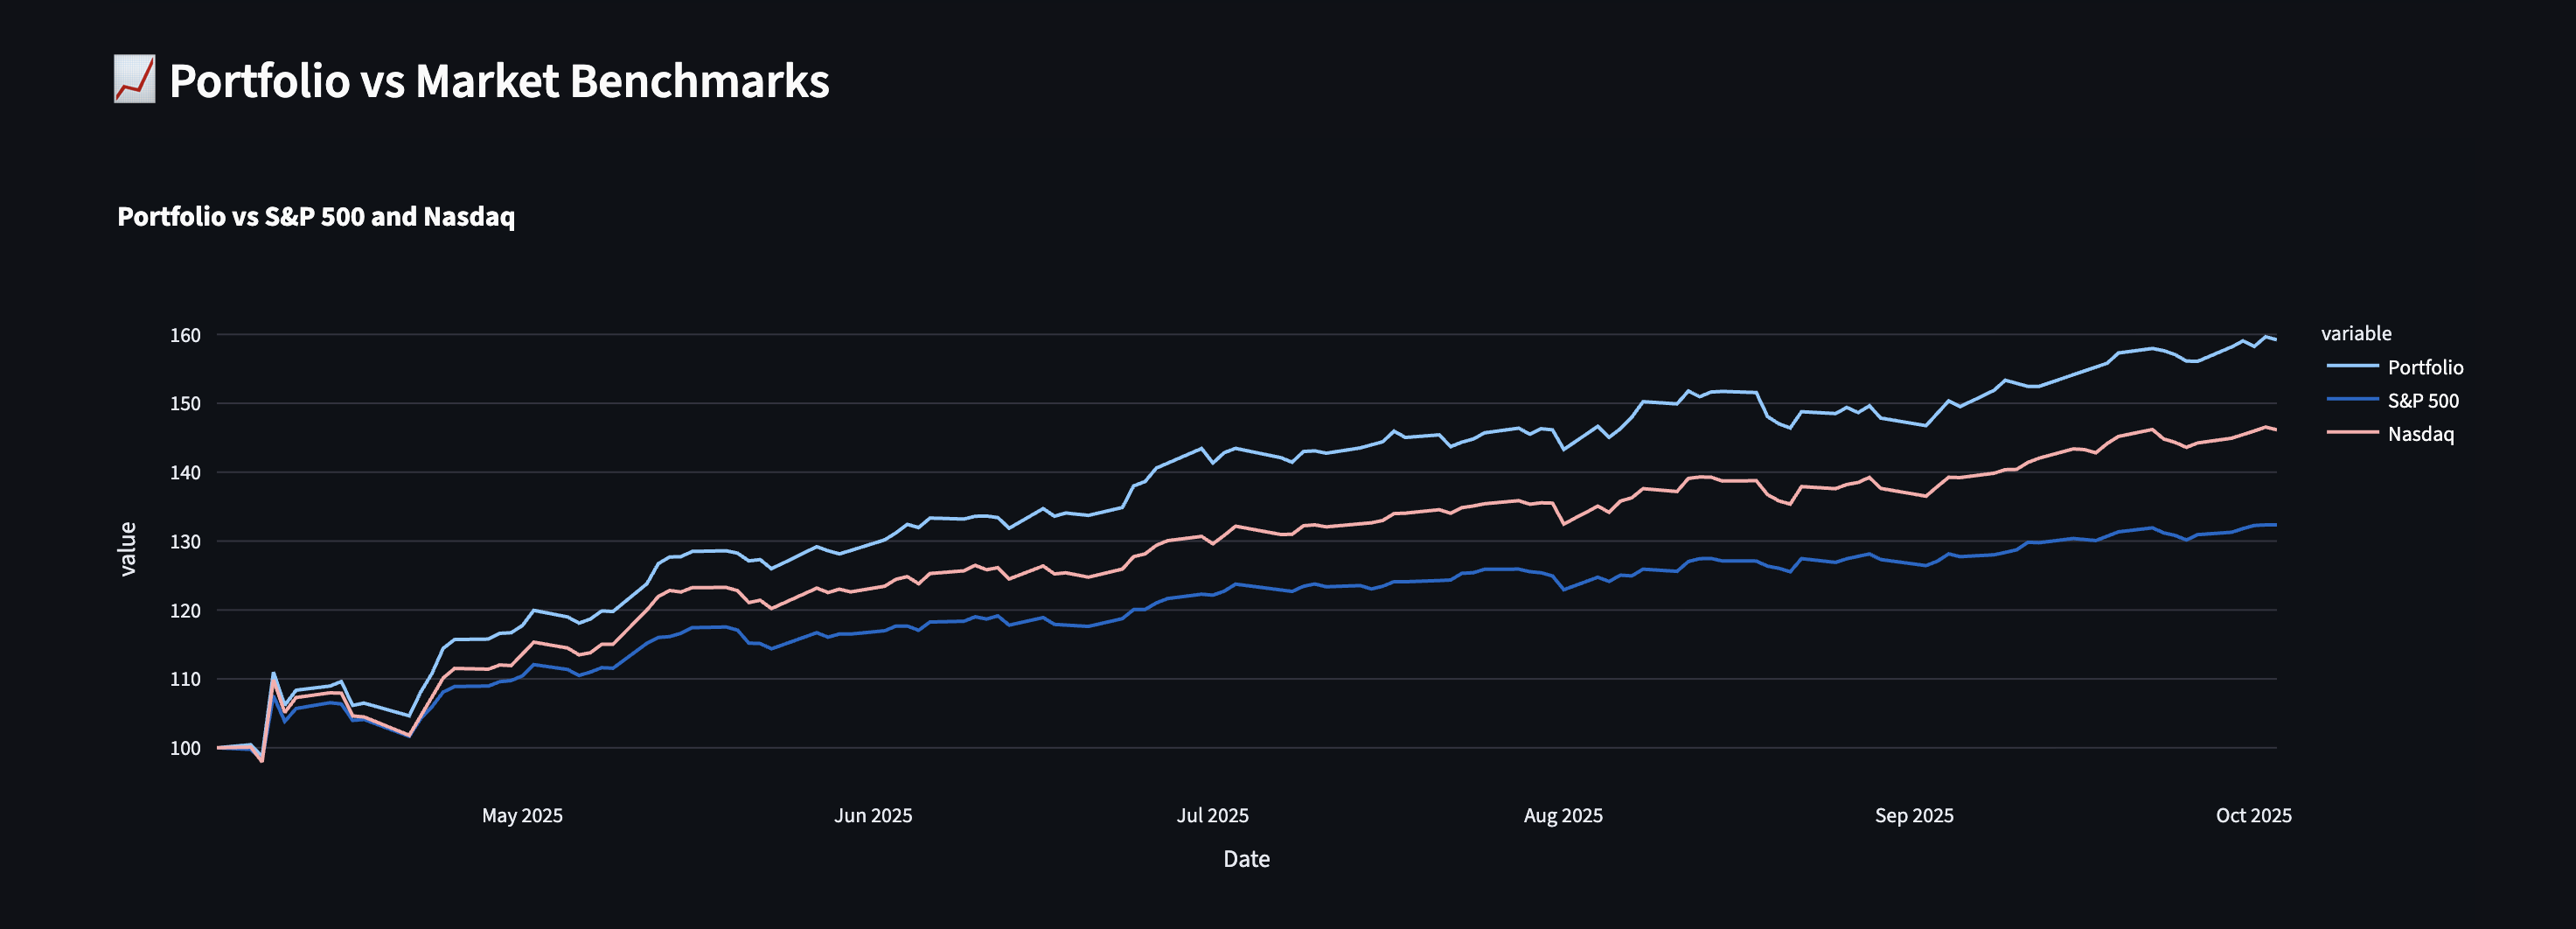 Portfolio vs Market Benchmarks
Portfolio vs S&P 500 and Nasdaq
160
150
140
130
120
110
100
value
May 2025
Jun 2025
Jul 2025
Aug 2025
Sep 2025
Oct 2025
Date
variable
Portfolio
S&P 500
Nasdaq